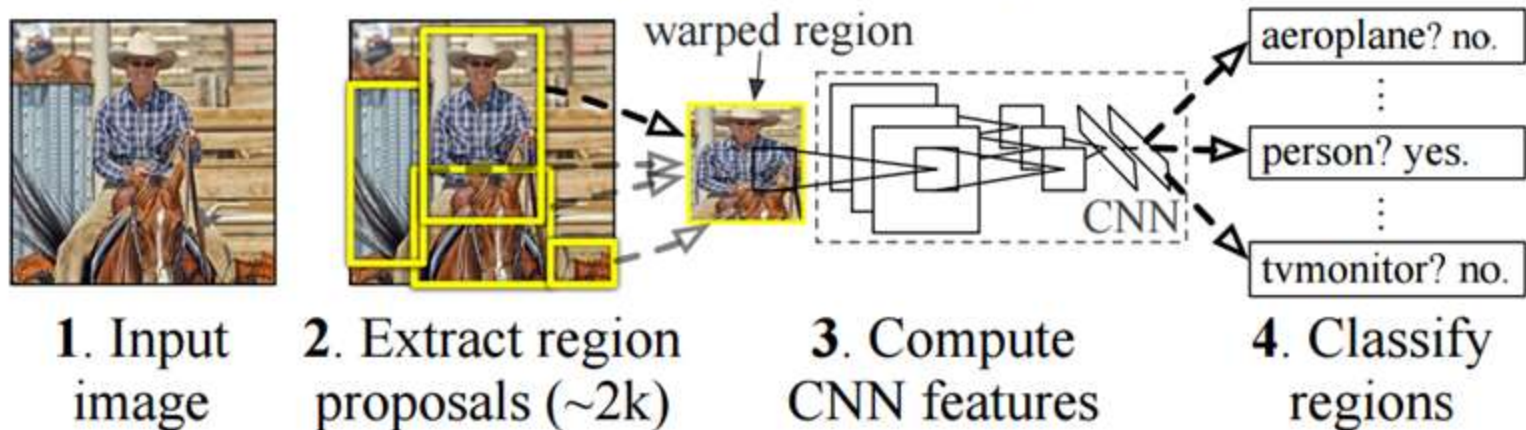 warped region
aeroplane? no.
⋮
person? yes.
⋮
tvmonitor? no.
CNN
1. Input
image
2. Extract region
proposals (~2k)
3. Compute
CNN features
4. Classify
regions